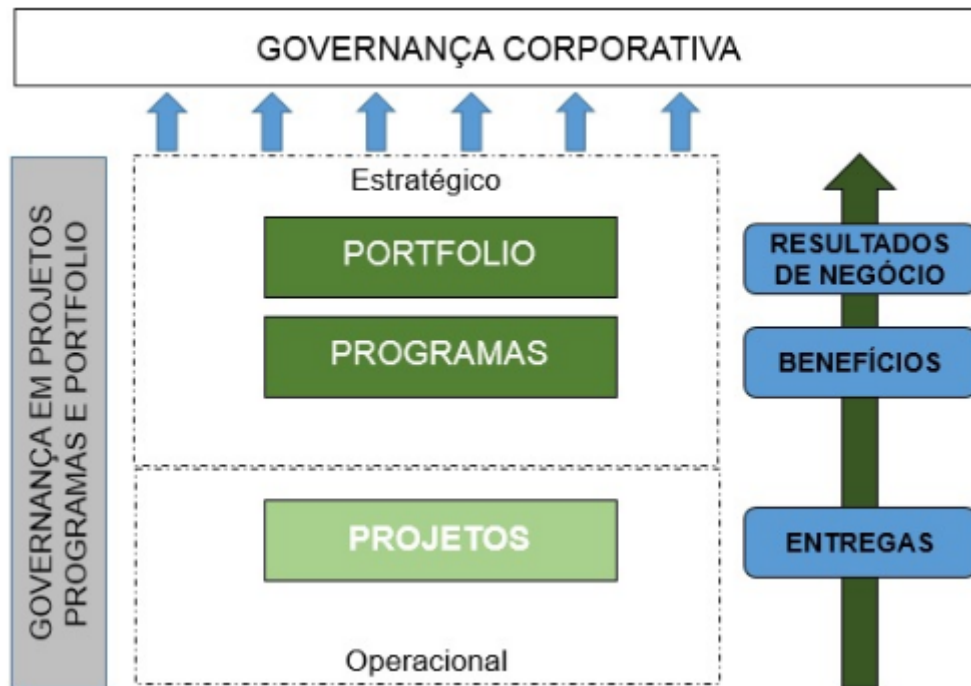 GOVERNANÇA CORPORATIVA
GOVERNANÇA EM PROJETOS
PROGRAMAS E PORTFOLIO
Estratégico
PORTFOLIO
PROGRAMAS
PROJETOS
Operacional
RESULTADOS
DE NEGÓCIO
BENEFÍCIOS
ENTREGAS